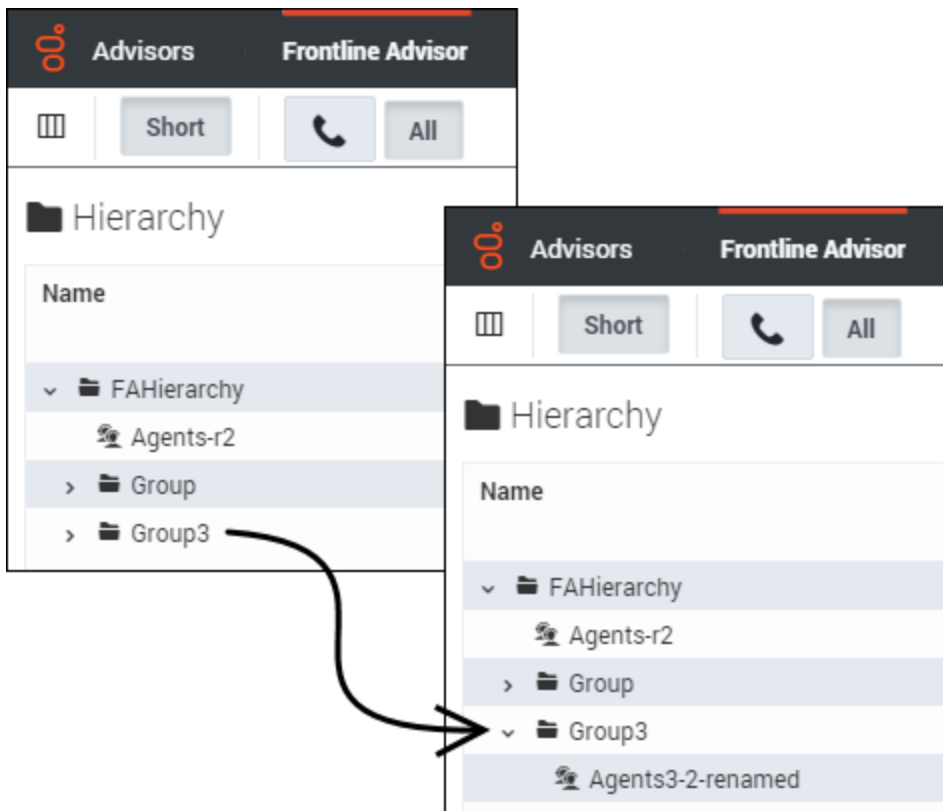 Advisors Frontline Advisor
Short All
Hierarchy
Name
FAHierarchy
Agents-r2
Group
Group3
Advisors Frontline Advisor
Short All
Hierarchy
Name
FAHierarchy
Agents-r2
Group
Group3
Agents3-2-renamed